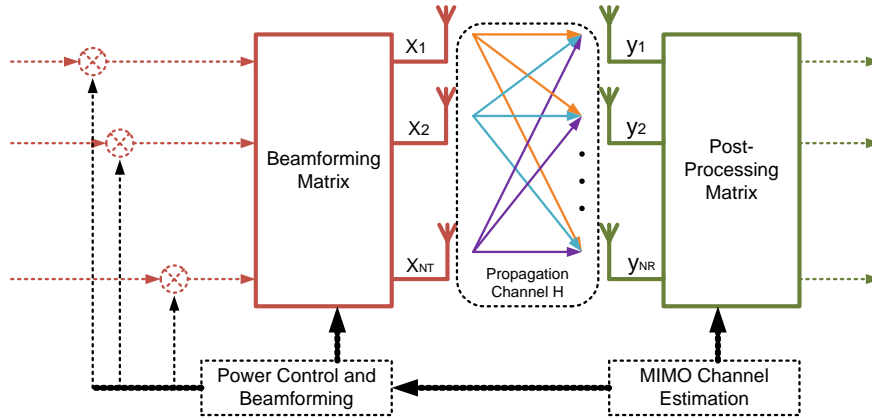 X1
y1
X2
y2
Beamforming
Matrix
Post-
Processing
Matrix
XNT
yNR
Propagation
Channel H
Power Control and
Beamforming
MIMO Channel
Estimation